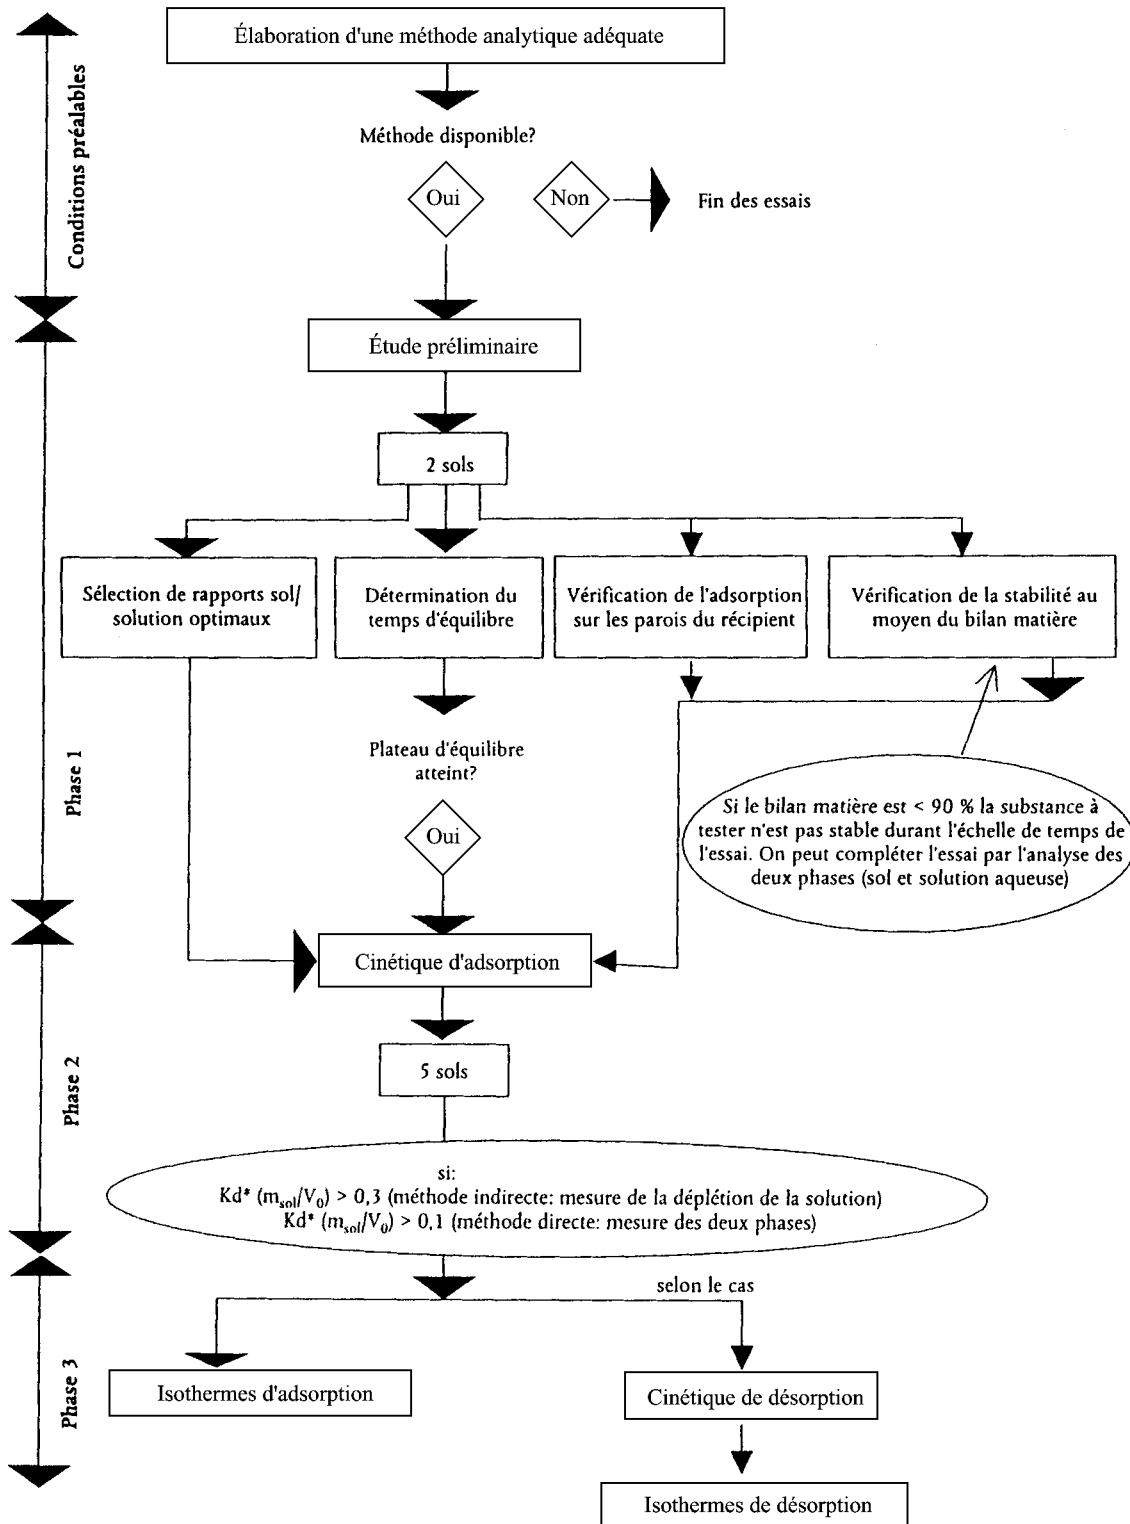 Élaboration d'une méthode analytique adéquate
Conditions préalables
Méthode disponible?
Oui
Non
Fin des essais
Étude préliminaire
2 sols
Phase 1
Sélection de rapports sol/
solution optimaux
Détermination du
temps d'équilibre
Vérification de l'adsorption
sur les parois du récipient
Vérification de la stabilité au
moyen du bilan matière
Plateau d'équilibre
atteint?
Oui
Si le bilan matière est < 90 % la substance à
tester n'est pas stable durant l'échelle de temps de
l'essai. On peut compléter l'essai par l'analyse des
deux phases (sol et solution aqueuse)
Cinétique d'adsorption
Phase 2
5 sols
si:
Kd* (m_sol/V_0) > 0,3 (méthode indirecte: mesure de la déplétion de la solution)
Kd* (m_sol/V_0) > 0,1 (méthode directe: mesure des deux phases)
selon le cas
Phase 3
Isothermes d'adsorption
Cinétique de désorption
Isothermes de désorption